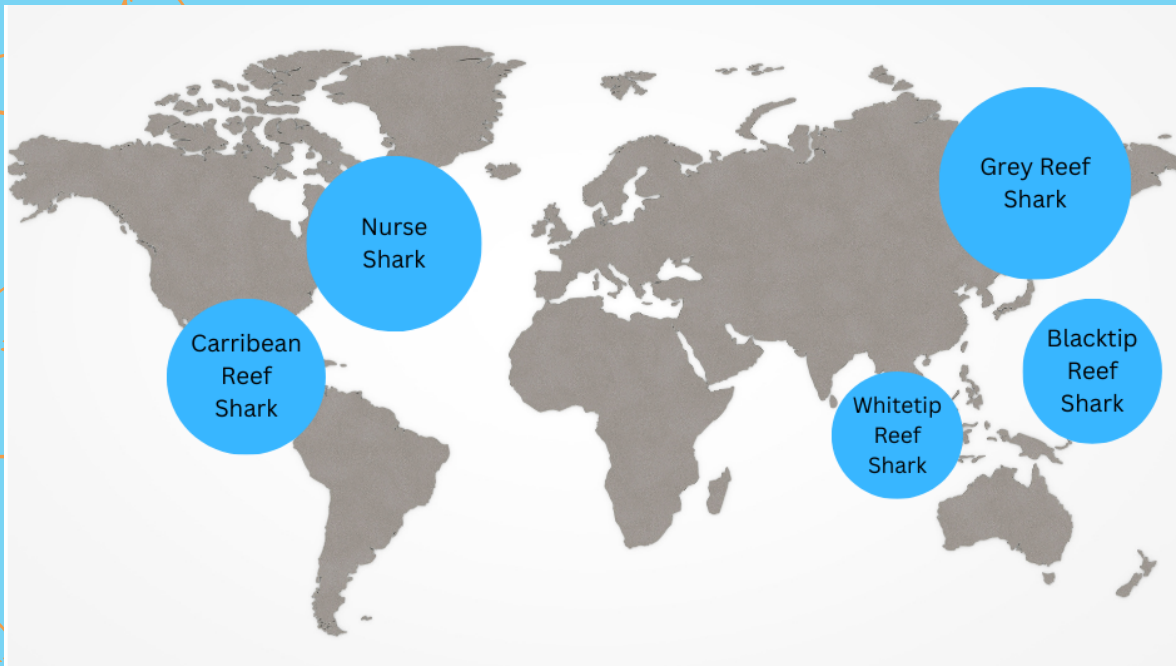 Grey Reef
Shark
Nurse
Shark
Carribean
Reef
Shark
Blacktip
Reef
Shark
Whitetip
Reef
Shark